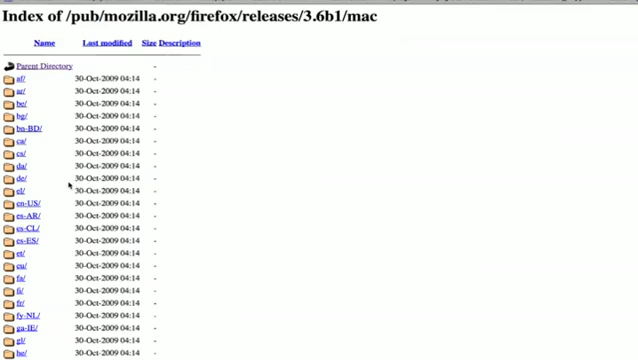 Index of /pub/mozilla.org/firefox/releases/3.6b1/mac
Name Last modified Size Description
Parent Directory -
af/ 30-Oct-2009 04:14 -
ar/ 30-Oct-2009 04:14 -
be/ 30-Oct-2009 04:14 -
bg/ 30-Oct-2009 04:14 -
bn-BD/ 30-Oct-2009 04:14 -
ca/ 30-Oct-2009 04:14 -
cs/ 30-Oct-2009 04:14 -
da/ 30-Oct-2009 04:14 -
de/ 30-Oct-2009 04:14 -
el/ 30-Oct-2009 04:14 -
en-US/ 30-Oct-2009 04:14 -
es-AR/ 30-Oct-2009 04:14 -
es-CL/ 30-Oct-2009 04:14 -
es-ES/ 30-Oct-2009 04:14 -
et/ 30-Oct-2009 04:14 -
eu/ 30-Oct-2009 04:14 -
fa/ 30-Oct-2009 04:14 -
fi/ 30-Oct-2009 04:14 -
fr/ 30-Oct-2009 04:14 -
fy-NL/ 30-Oct-2009 04:14 -
ga-IE/ 30-Oct-2009 04:14 -
gl/ 30-Oct-2009 04:14 -
he/ 30-Oct-2009 04:14 -